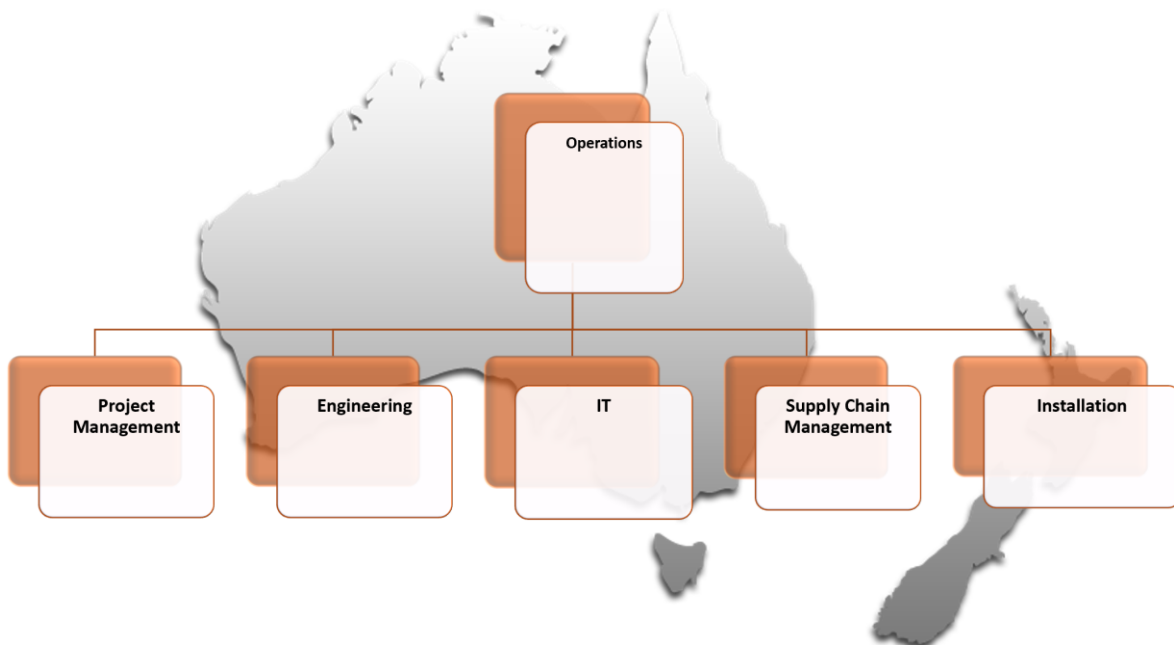 Operations
Project
Management
Engineering
IT
Supply Chain
Management
Installation